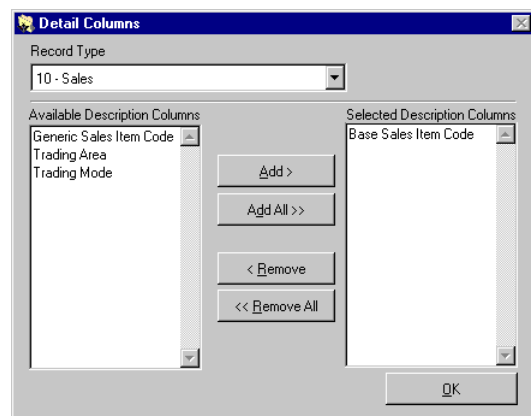 Detail Columns
Record Type
10 - Sales
Available Description Columns
Generic Sales Item Code
Trading Area
Trading Mode
Add >
Add All >>
< Remove
<< Remove All
Selected Description Columns
Base Sales Item Code
OK